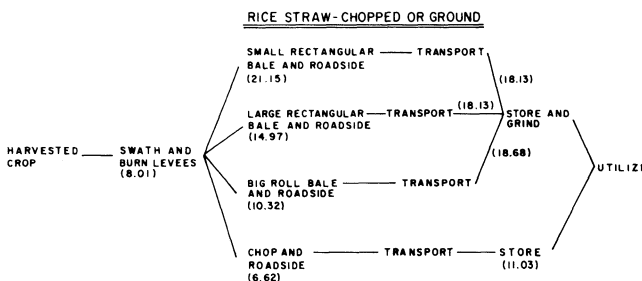 RICE STRAW-CHOPPED OR GROUND
SMALL RECTANGULAR
BALE AND ROADSIDE
(21.15)
TRANSPORT
(18.13)
LARGE RECTANGULAR
BALE AND ROADSIDE
(14.97)
TRANSPORT
(18.13)
STORE AND
GRIND
HARVESTED
CROP
SWATH AND
BURN LEVEES
(8.01)
BIG ROLL BALE
AND ROADSIDE
(10.32)
TRANSPORT
(18.68)
UTILIZE
CHOP AND
ROADSIDE
(6.62)
TRANSPORT
STORE
(11.03)